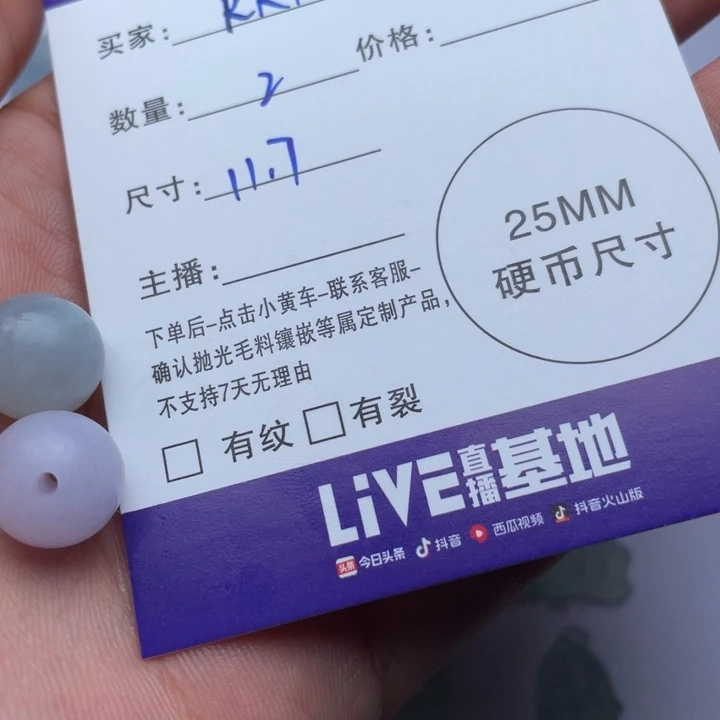 买家:
价格:
数量: 2
尺寸: 11.7
25MM
硬币尺寸
主播:
下单后-点击小黄车-联系客服-
确认抛光毛料镶嵌等属定制产品,
不支持7天无理由
□ 有纹 □ 有裂
LiVE直播基地
头条 今日头条 抖音 西瓜视频 抖音火山版